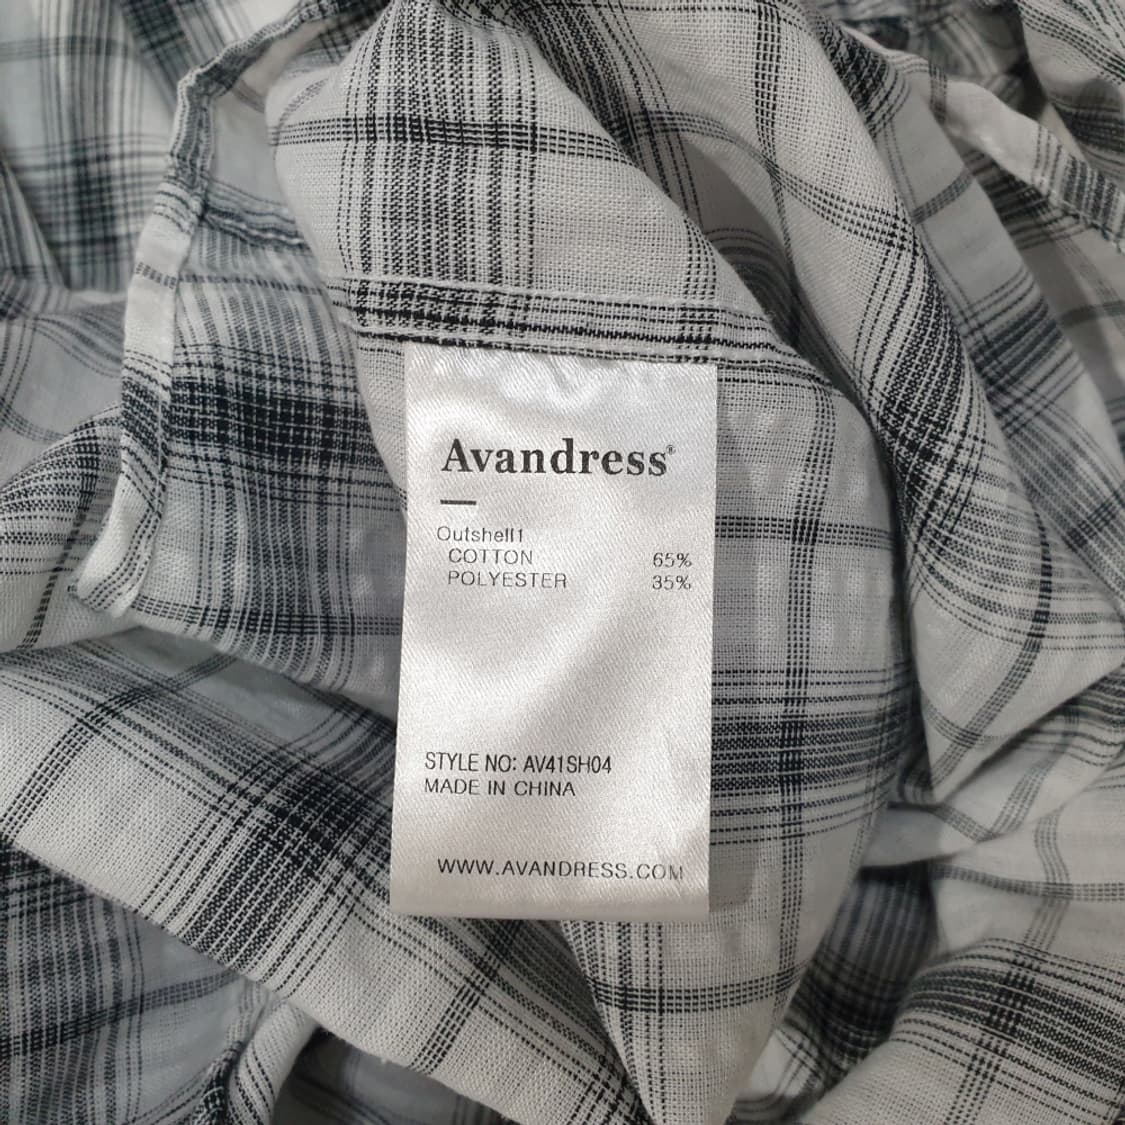 Avandress®
Outshell1
COTTON 65%
POLYESTER 35%
STYLE NO: AV41SH04
MADE IN CHINA
WWW.AVANDRESS.COM